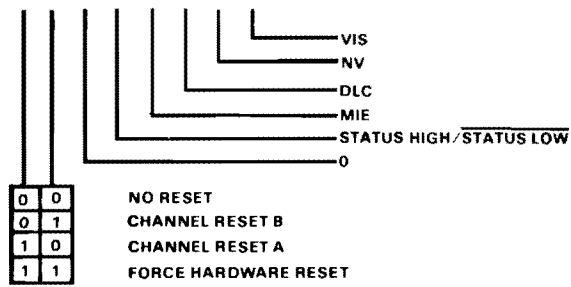 VIS
NV
DLC
MIE
STATUS HIGH/STATUS LOW
0
0 0 NO RESET
0 1 CHANNEL RESET B
1 0 CHANNEL RESET A
1 1 FORCE HARDWARE RESET